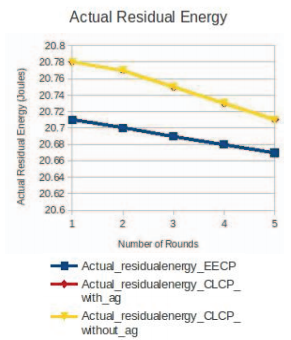 Actual Residual Energy
Actual Residual Energy (Joules)
20.8
20.78
20.76
20.74
20.72
20.7
20.68
20.66
20.64
20.62
20.6
1 2 3 4 5
Number of Rounds
Actual_residualenergy_EECP
Actual_residualenergy_CLCP_
with_ag
Actual_residualenergy_CLCP_
without_ag